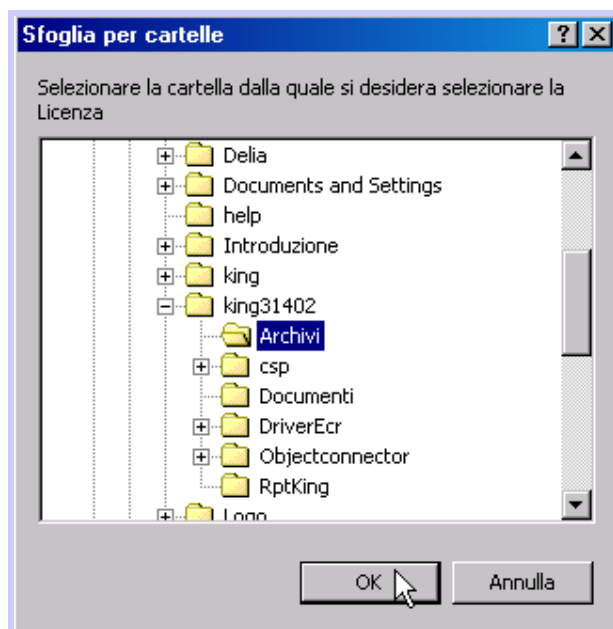 Sfoglia per cartelle
Selezionare la cartella dalla quale si desidera selezionare la
Licenza
Delia
Documents and Settings
help
Introduzione
king
king31402
Archivi
csp
Documenti
DriverEcr
Objectconnector
RptKing
Logo
OK
Annulla